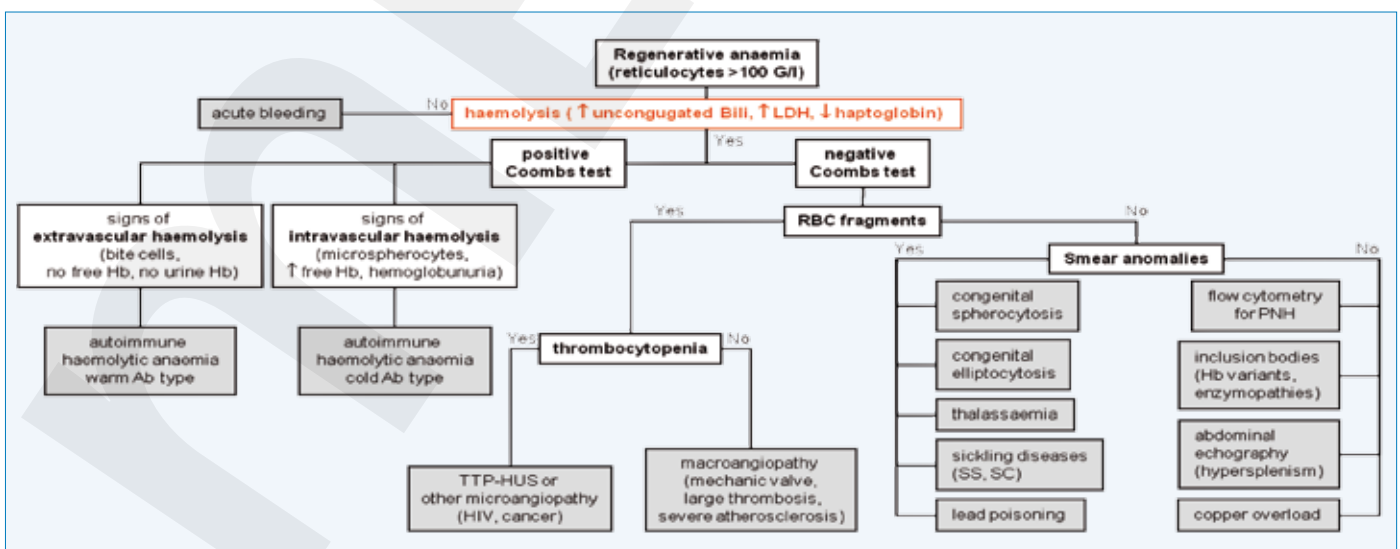 Regenerative anaemia
(reticulocytes >100 G/l)
acute bleeding
No
haemolysis ( ↑ uncongugated Bili, ↑ LDH, ↓ haptoglobin)
Yes
positive
Coombs test
negative
Coombs test
signs of
extravascular haemolysis
(bite cells,
no free Hb, no urine Hb)
signs of
intravascular haemolysis
(microspherocytes,
↑ free Hb, hemoglobunuria)
Yes
RBC fragments
No
Yes
Smear anomalies
No
autoimmune
haemolytic anaemia
warm Ab type
autoimmune
haemolytic anaemia
cold Ab type
Yes
thrombocytopenia
No
TTP-HUS or
other microangiopathy
(HIV, cancer)
macroangiopathy
(mechanic valve,
large thrombosis,
severe atherosclerosis)
congenital
spherocytosis
congenital
elliptocytosis
thalassaemia
sickling diseases
(SS, SC)
lead poisoning
flow cytometry
for PNH
inclusion bodies
(Hb variants,
enzymopathies)
abdominal
echography
(hypersplenism)
copper overload